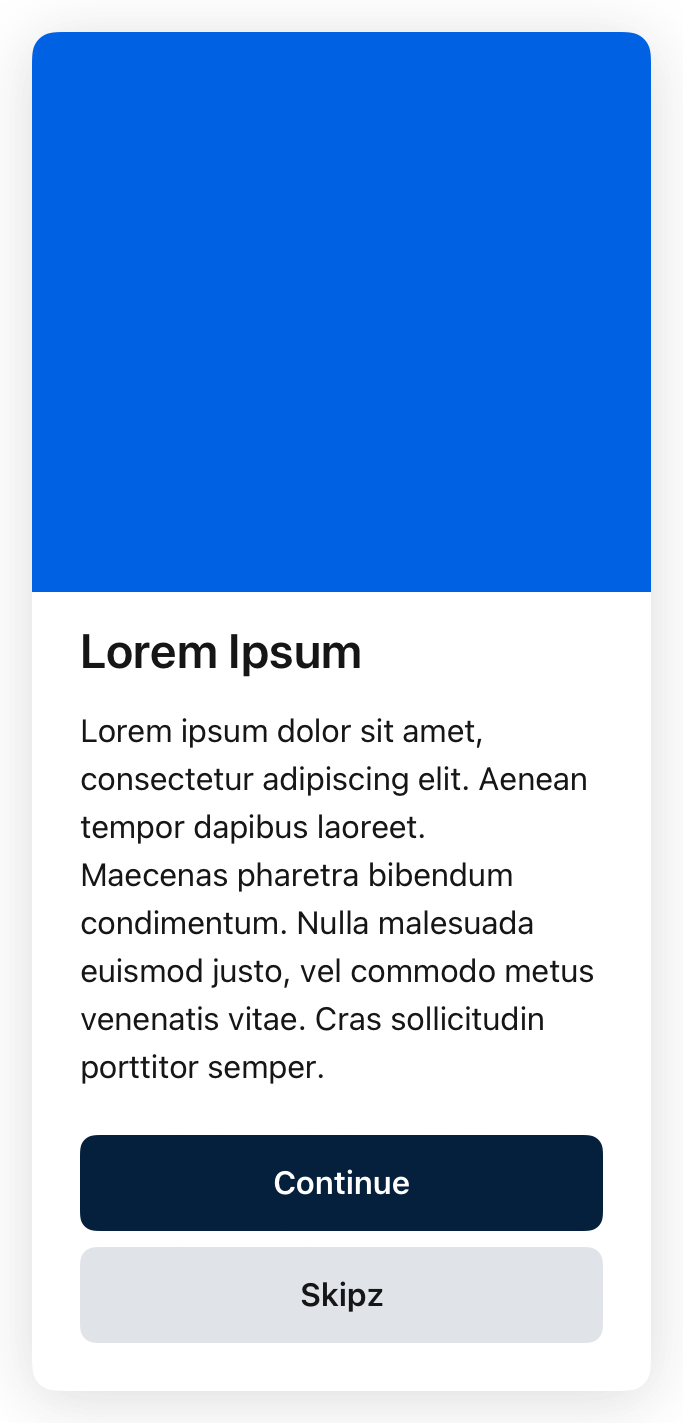 Lorem Ipsum
Lorem ipsum dolor sit amet,
consectetur adipiscing elit. Aenean
tempor dapibus laoreet.
Maecenas pharetra bibendum
condimentum. Nulla malesuada
euismod justo, vel commodo metus
venenatis vitae. Cras sollicitudin
porttitor semper.
Continue
Skipz